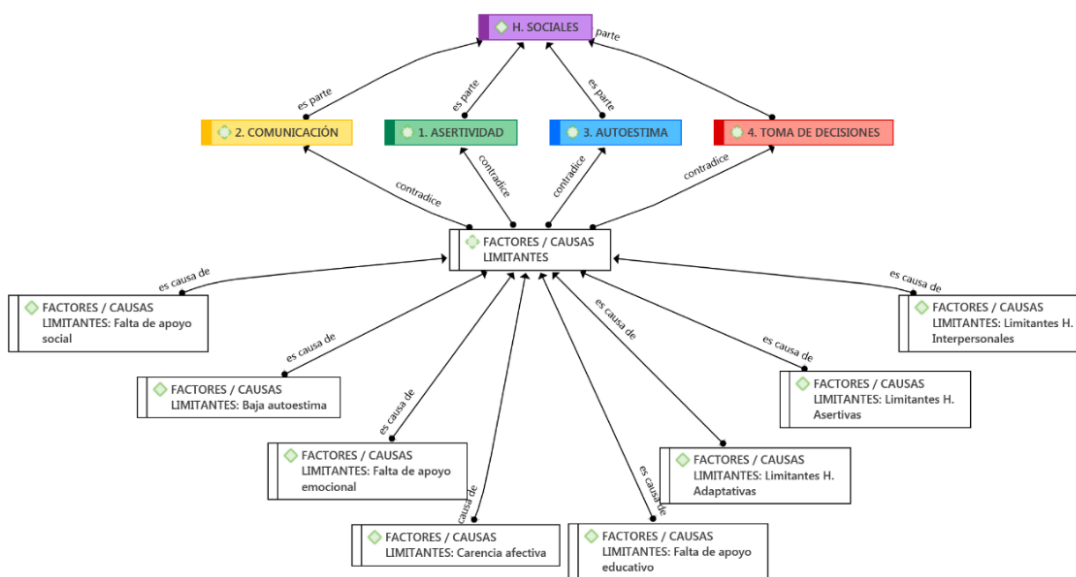 H. SOCIALES
es parte
es parte
es parte
parte
2. COMUNICACIÓN
1. ASERTIVIDAD
3. AUTOESTIMA
4. TOMA DE DECISIONES
contradice
contradice
contradice
contradice
FACTORES / CAUSAS
LIMITANTES
es causa de
es causa de
es causa de
es causa de
es causa de
es causa de
causa de
es causa de
FACTORES / CAUSAS
LIMITANTES: Falta de apoyo
social
FACTORES / CAUSAS
LIMITANTES: Limitantes H.
Interpersonales
FACTORES / CAUSAS
LIMITANTES: Baja autoestima
FACTORES / CAUSAS
LIMITANTES: Limitantes H.
Asertivas
FACTORES / CAUSAS
LIMITANTES: Falta de apoyo
emocional
FACTORES / CAUSAS
LIMITANTES: Limitantes H.
Adaptativas
FACTORES / CAUSAS
LIMITANTES: Carencia afectiva
FACTORES / CAUSAS
LIMITANTES: Falta de apoyo
educativo